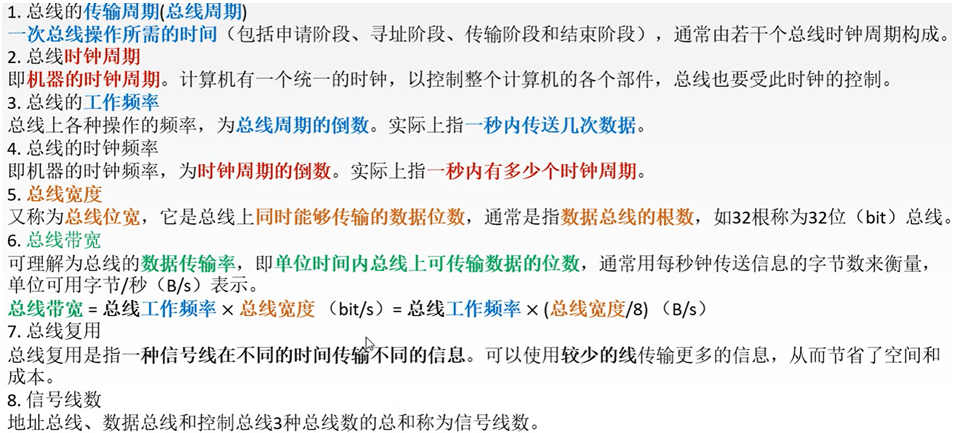 1. 总线的传输周期(总线周期)
一次总线操作所需的时间（包括申请阶段、寻址阶段、传输阶段和结束阶段），通常由若干个总线时钟周期构成。
2. 总线时钟周期
即机器的时钟周期。计算机有一个统一的时钟，以控制整个计算机的各个部件，总线也要受此时钟的控制。
3. 总线的工作频率
总线上各种操作的频率，为总线周期的倒数。实际上指一秒内传送几次数据。
4. 总线的时钟频率
即机器的时钟频率，为时钟周期的倒数。实际上指一秒内有多少个时钟周期。
5. 总线宽度
又称为总线位宽，它是总线上同时能够传输的数据位数，通常是指数据总线的根数，如32根称为32位（bit）总线。
6. 总线带宽
可理解为总线的数据传输率，即单位时间内总线上可传输数据的位数，通常用每秒钟传送信息的字节数来衡量，
单位可用字节/秒（B/s）表示。
总线带宽 = 总线工作频率 × 总线宽度 （bit/s）= 总线工作频率 × (总线宽度/8) （B/s）
7. 总线复用
总线复用是指一种信号线在不同的时间传输不同的信息。可以使用较少的线传输更多的信息，从而节省了空间和
成本。
8. 信号线数
地址总线、数据总线和控制总线3种总线数的总和称为信号线数。